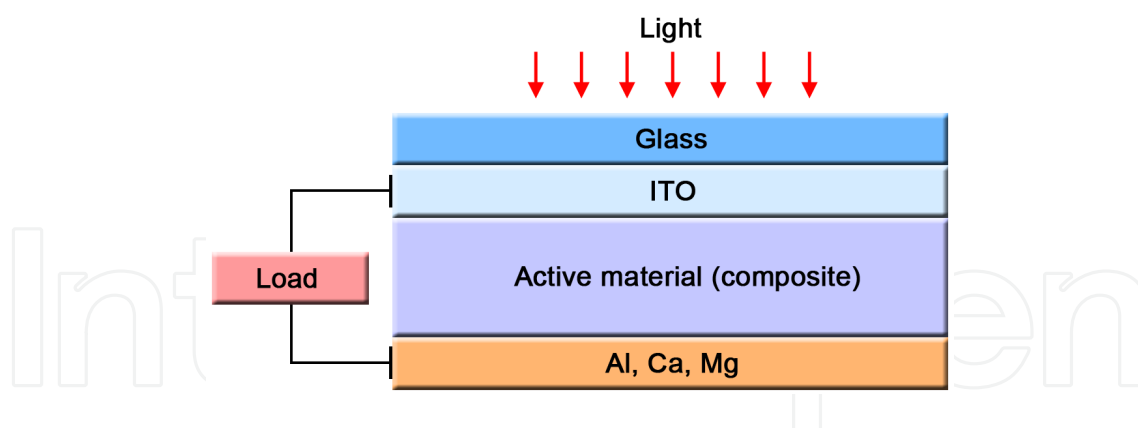 Light
Glass
ITO
Load
Active material (composite)
Al, Ca, Mg